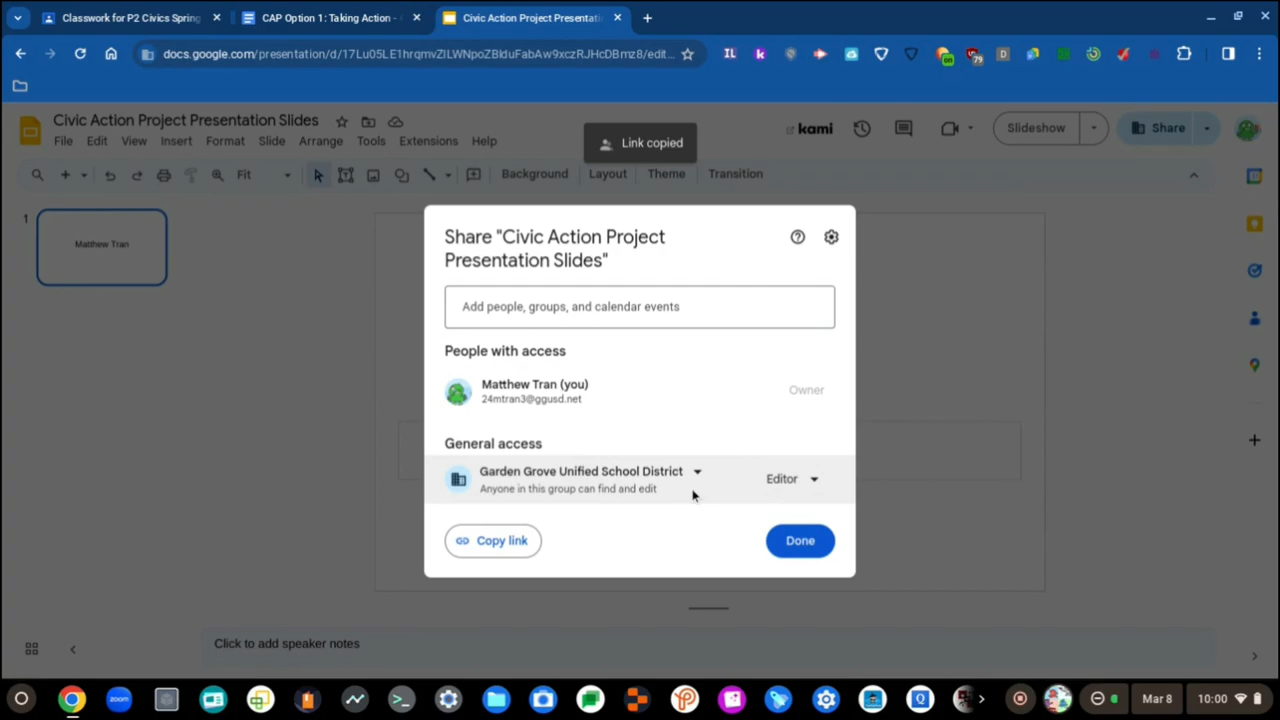 Classwork for P2 Civics Spring
CAP Option 1: Taking Action -
Civic Action Project Presentati
docs.google.com/presentation/d/17Lu05LE1hrqmvZILWNpoZBlduFabAw9xczRJHcDBmz8/edit...
IL
k
on
79
D
Civic Action Project Presentation Slides
File Edit View Insert Format Slide Arrange Tools Extensions Help
Link copied
kami
Slideshow
Share
Fit
Background Layout Theme Transition
1
Matthew Tran
Share "Civic Action Project
Presentation Slides"
Add people, groups, and calendar events
People with access
Matthew Tran (you)
24mtran3@ggusd.net
Owner
General access
Garden Grove Unified School District
Anyone in this group can find and edit
Editor
Copy link
Done
Click to add speaker notes
zoom
Q
Mar 8
10:00